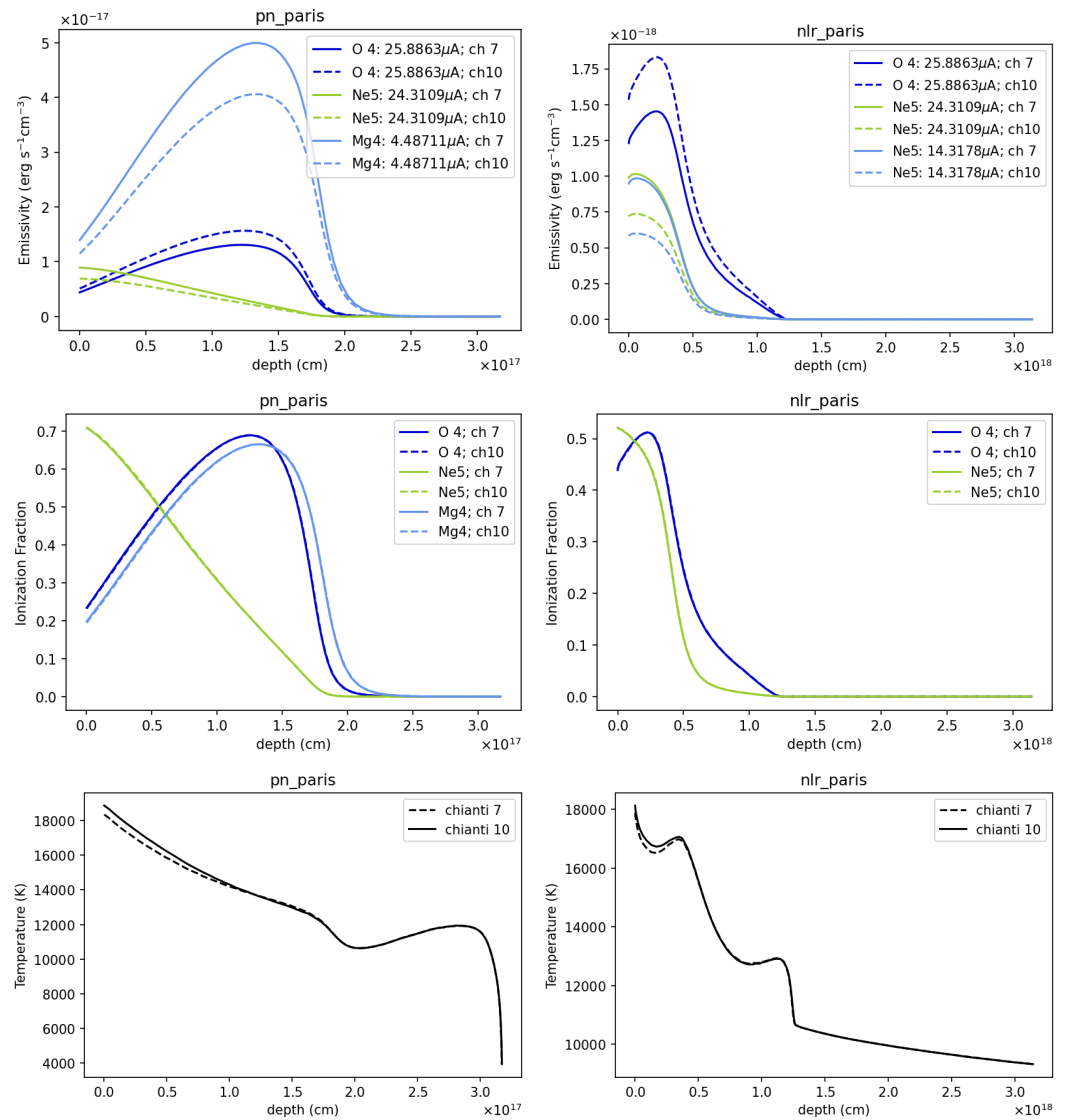 pn_paris
×10⁻¹⁷
Emissivity (erg s⁻¹cm⁻³)
5
4
3
2
1
0
O 4: 25.8863μA; ch 7
O 4: 25.8863μA; ch10
Ne5: 24.3109μA; ch 7
Ne5: 24.3109μA; ch10
Mg4: 4.48711μA; ch 7
Mg4: 4.48711μA; ch10
0.0 0.5 1.0 1.5 2.0 2.5 3.0
depth (cm)
×10¹⁷
nlr_paris
×10⁻¹⁸
Emissivity (erg s⁻¹cm⁻³)
1.75
1.50
1.25
1.00
0.75
0.50
0.25
0.00
O 4: 25.8863μA; ch 7
O 4: 25.8863μA; ch10
Ne5: 24.3109μA; ch 7
Ne5: 24.3109μA; ch10
Ne5: 14.3178μA; ch 7
Ne5: 14.3178μA; ch10
0.0 0.5 1.0 1.5 2.0 2.5 3.0
depth (cm)
×10¹⁸
pn_paris
Ionization Fraction
0.7
0.6
0.5
0.4
0.3
0.2
0.1
0.0
O 4; ch 7
O 4; ch10
Ne5; ch 7
Ne5; ch10
Mg4; ch 7
Mg4; ch10
0.0 0.5 1.0 1.5 2.0 2.5 3.0
depth (cm)
×10¹⁷
nlr_paris
Ionization Fraction
0.5
0.4
0.3
0.2
0.1
0.0
O 4; ch 7
O 4; ch10
Ne5; ch 7
Ne5; ch10
0.0 0.5 1.0 1.5 2.0 2.5 3.0
depth (cm)
×10¹⁸
pn_paris
Temperature (K)
18000
16000
14000
12000
10000
8000
6000
4000
chianti 7
chianti 10
0.0 0.5 1.0 1.5 2.0 2.5 3.0
depth (cm)
×10¹⁷
nlr_paris
Temperature (K)
18000
16000
14000
12000
10000
chianti 7
chianti 10
0.0 0.5 1.0 1.5 2.0 2.5 3.0
depth (cm)
×10¹⁸